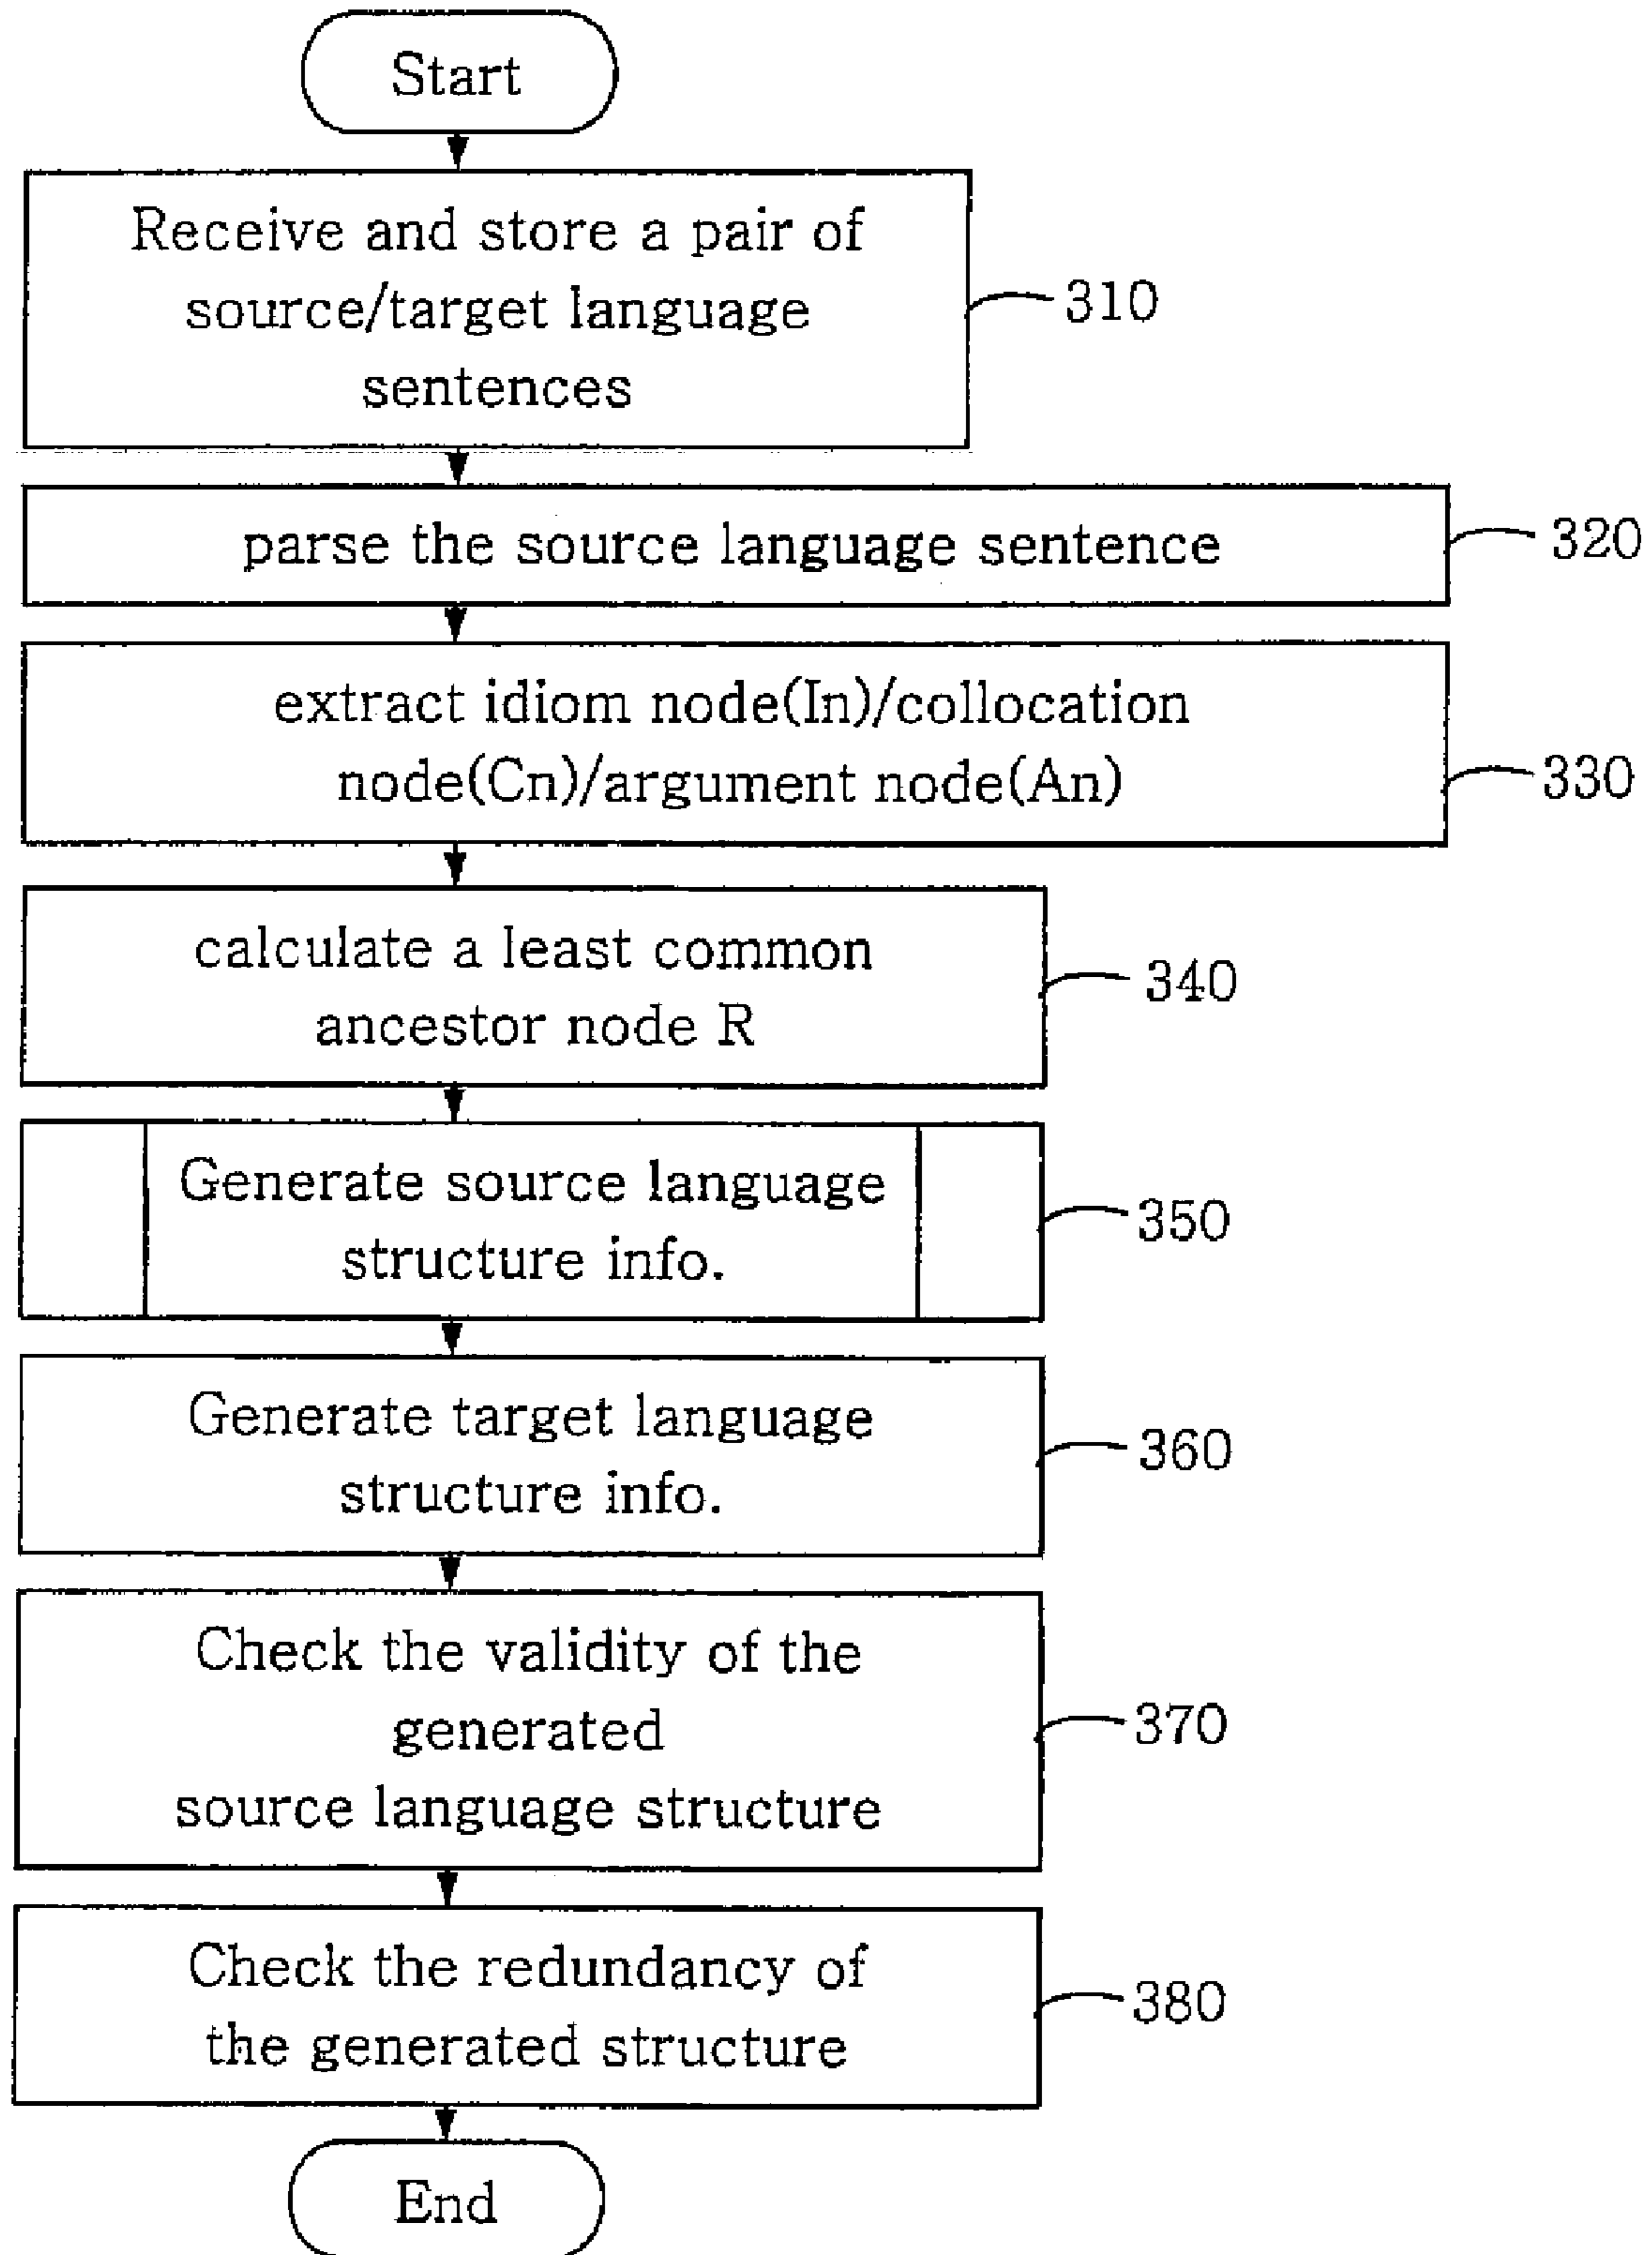 Start
Receive and store a pair of
source/target language
sentences
310
parse the source language sentence
320
extract idiom node(In)/collocation
node(Cn)/argument node(An)
330
calculate a least common
ancestor node R
340
Generate source language
structure info.
350
Generate target language
structure info.
360
Check the validity of the
generated
source language structure
370
Check the redundancy of
the generated structure
380
End